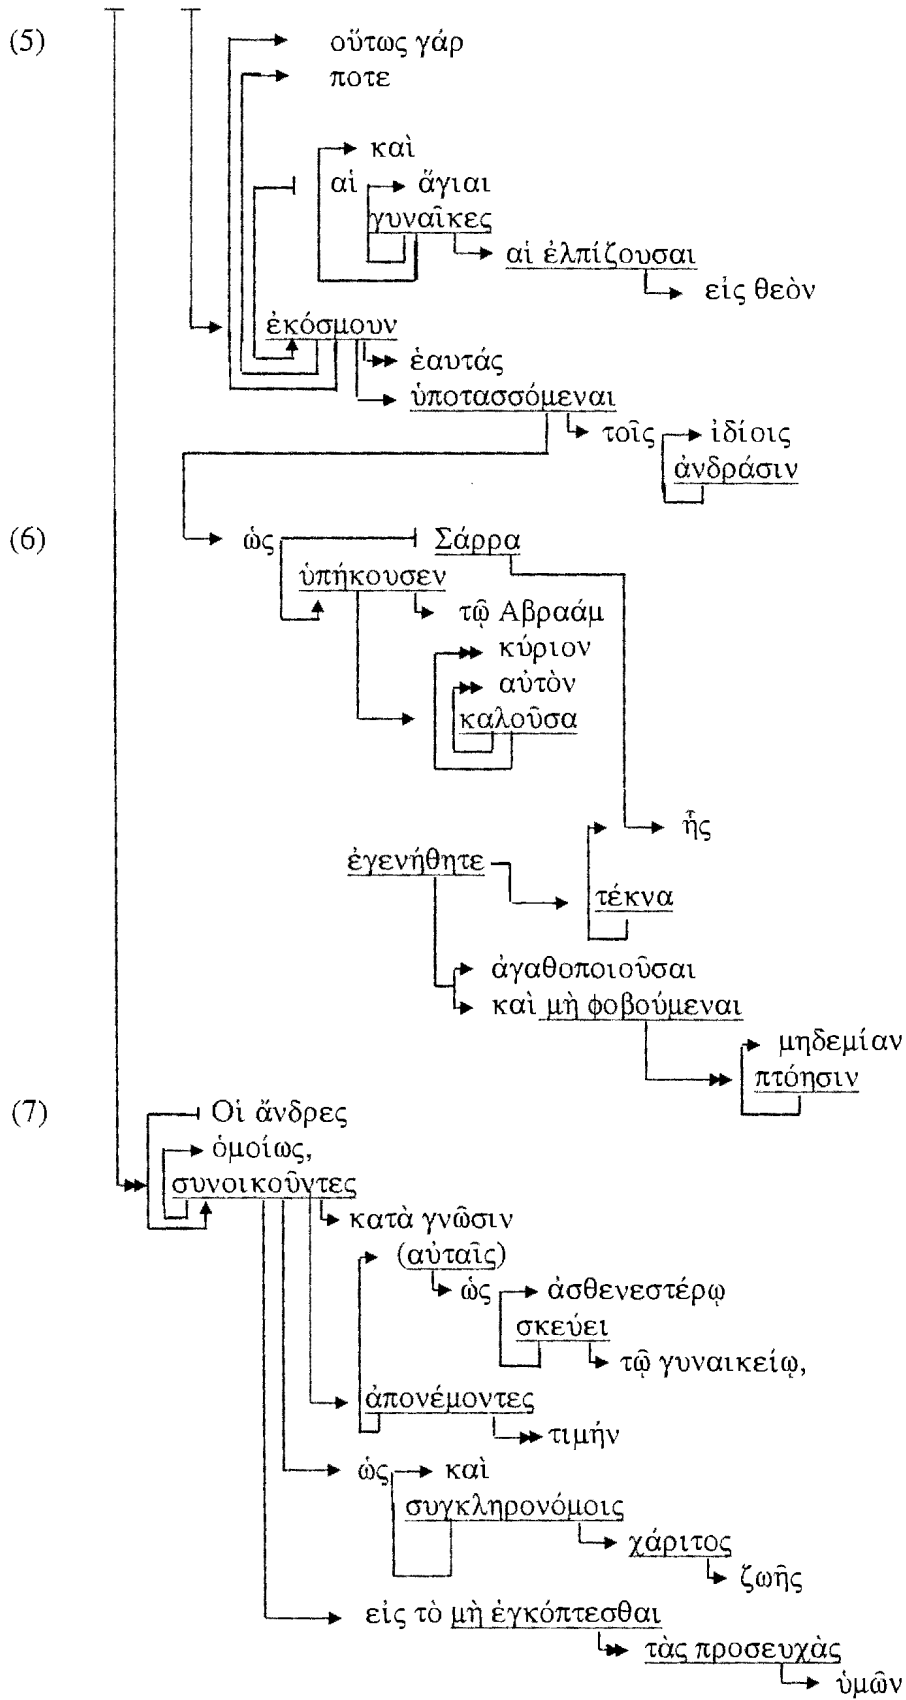 (5) οὕτως γάρ
ποτε
καὶ
αἱ ἅγιαι
γυναῖκες
αἱ ἐλπίζουσαι
εἰς θεὸν
ἐκόσμουν
ἑαυτάς
ὑποτασσόμεναι
τοῖς ἰδίοις
ἀνδράσιν
(6) ὡς Σάρρα
ὑπήκουσεν
τῷ Αβραάμ
κύριον
αὐτὸν
καλοῦσα
ἧς
ἐγενήθητε
τέκνα
ἀγαθοποιοῦσαι
καὶ μὴ φοβούμεναι
μηδεμίαν
πτόησιν
(7) Οἱ ἄνδρες
ὁμοίως,
συνοικοῦντες
κατὰ γνῶσιν
(αὐταῖς)
ὡς ἀσθενεστέρῳ
σκεύει
τῷ γυναικείῳ,
ἀπονέμοντες
τιμήν
ὡς καὶ
συγκληρονόμοις
χάριτος
ζωῆς
εἰς τὸ μὴ ἐγκόπτεσθαι
τὰς προσευχὰς
ὑμῶν